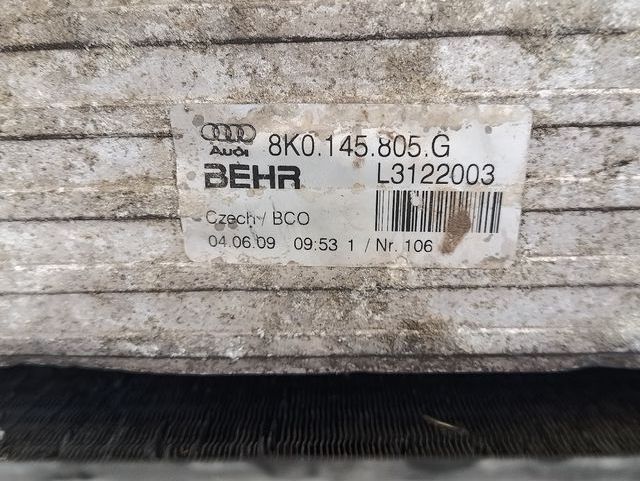 Audi 8K0.145.805.G
BEHR L3122003
Czech / BCO
04.06.09 09:53 1 / Nr. 106